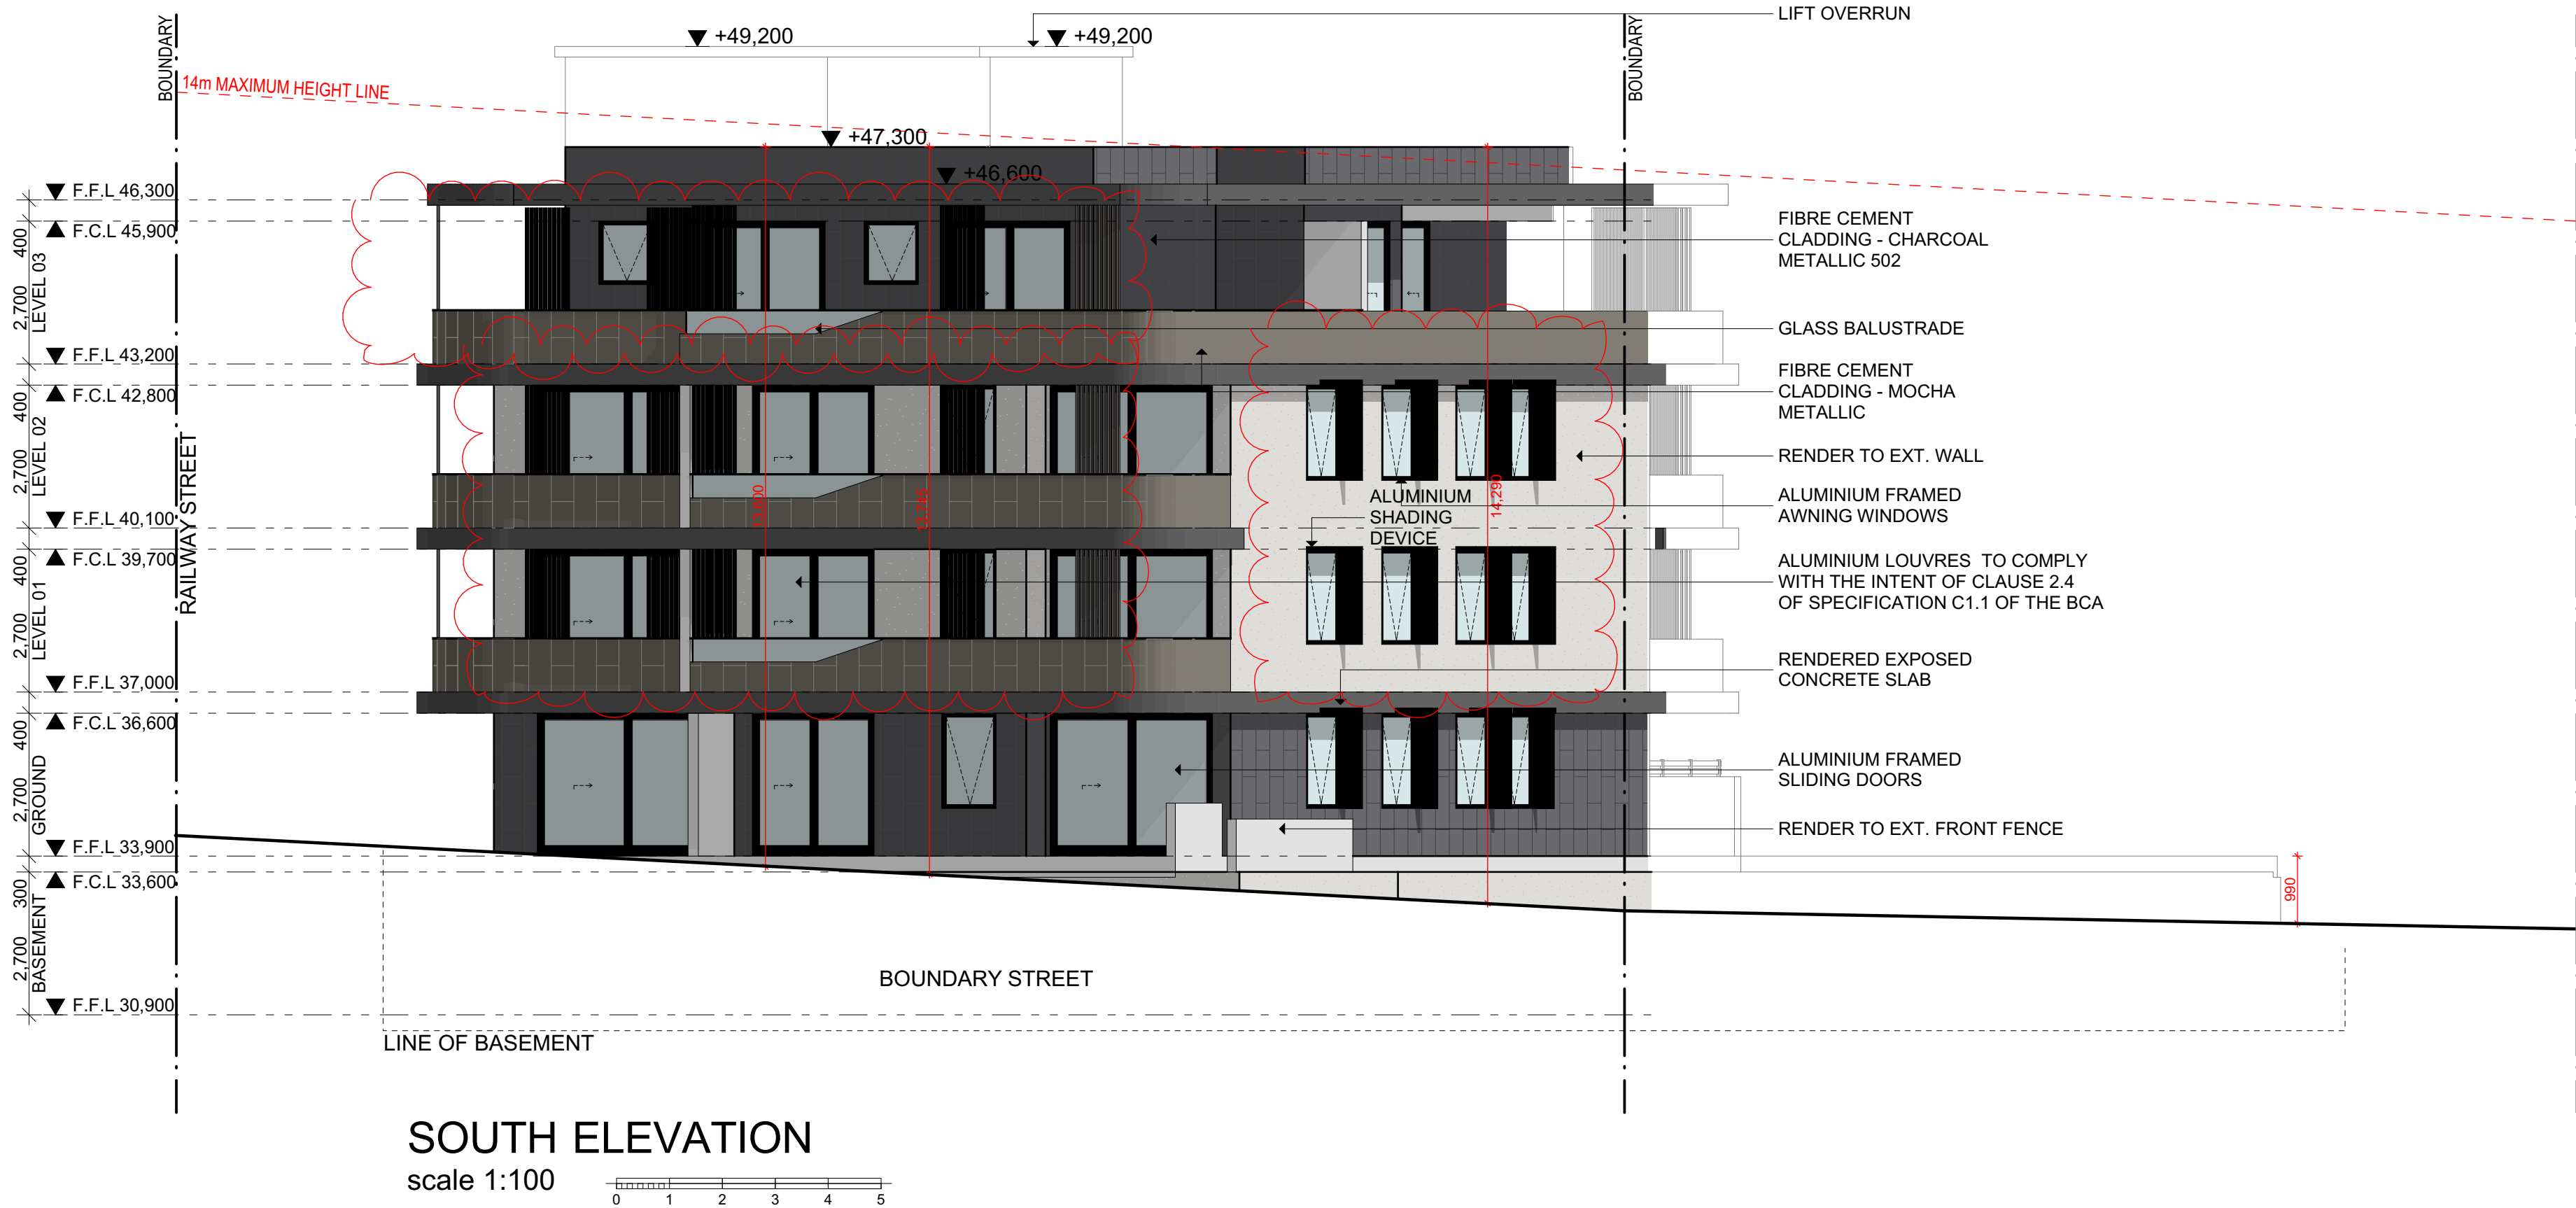 LIFT OVERRUN
BOUNDARY
+49,200
+49,200
BOUNDARY
14m MAXIMUM HEIGHT LINE
+47,300
+46,600
F.F.L 46,300
F.C.L 45,900
400
2,700
LEVEL 03
F.F.L 43,200
F.C.L 42,800
400
2,700
LEVEL 02
F.F.L 40,100
F.C.L 39,700
400
2,700
LEVEL 01
F.F.L 37,000
F.C.L 36,600
400
2,700
GROUND
F.F.L 33,900
F.C.L 33,600
300
2,700
BASEMENT
F.F.L 30,900
RAILWAY STREET
14,290
ALUMINIUM
SHADING
DEVICE
FIBRE CEMENT
CLADDING - CHARCOAL
METALLIC 502
GLASS BALUSTRADE
FIBRE CEMENT
CLADDING - MOCHA
METALLIC
RENDER TO EXT. WALL
ALUMINIUM FRAMED
AWNING WINDOWS
ALUMINIUM LOUVRES TO COMPLY
WITH THE INTENT OF CLAUSE 2.4
OF SPECIFICATION C1.1 OF THE BCA
RENDERED EXPOSED
CONCRETE SLAB
ALUMINIUM FRAMED
SLIDING DOORS
RENDER TO EXT. FRONT FENCE
990
BOUNDARY STREET
LINE OF BASEMENT
SOUTH ELEVATION
scale 1:100
0 1 2 3 4 5